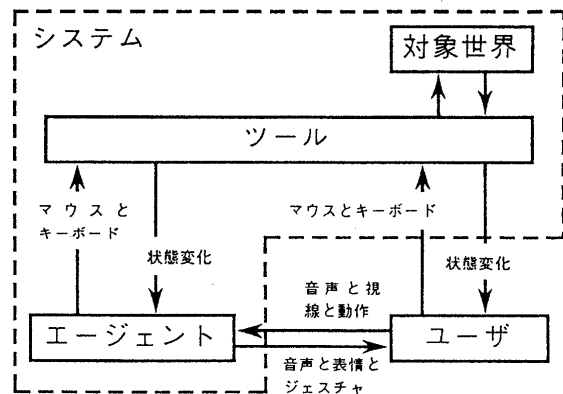 システム
対象世界
ツール
マウスと
キーボード
マウスとキーボード
状態変化
状態変化
音声と視
線と動作
エージェント
ユーザ
音声と表情と
ジェスチャ